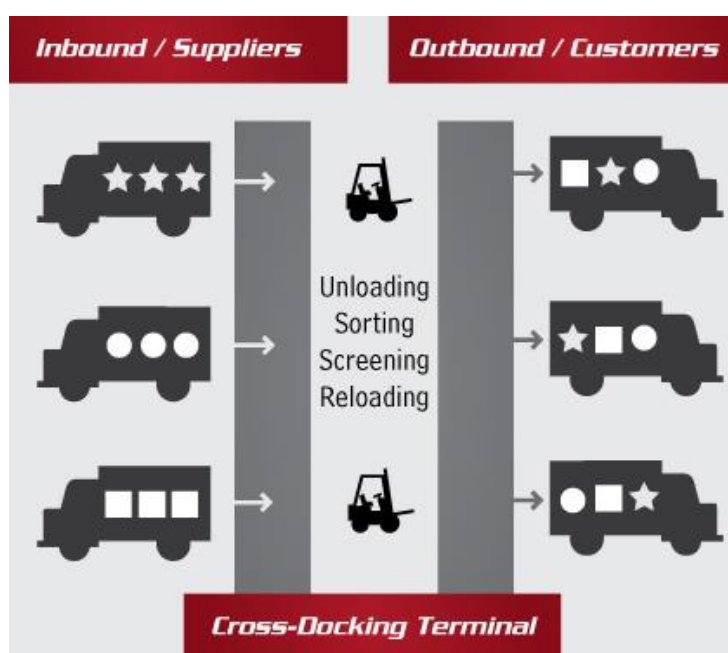 Inbound / Suppliers
Outbound / Customers
Unloading
Sorting
Screening
Reloading
Cross-Docking Terminal